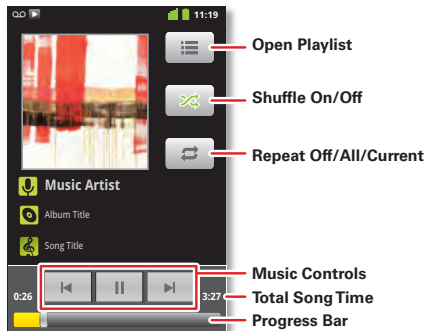 11:19
Open Playlist
Shuffle On/Off
Repeat Off/All/Current
Music Artist
Album Title
Song Title
Music Controls
0:26
3:27
Total Song Time
Progress Bar